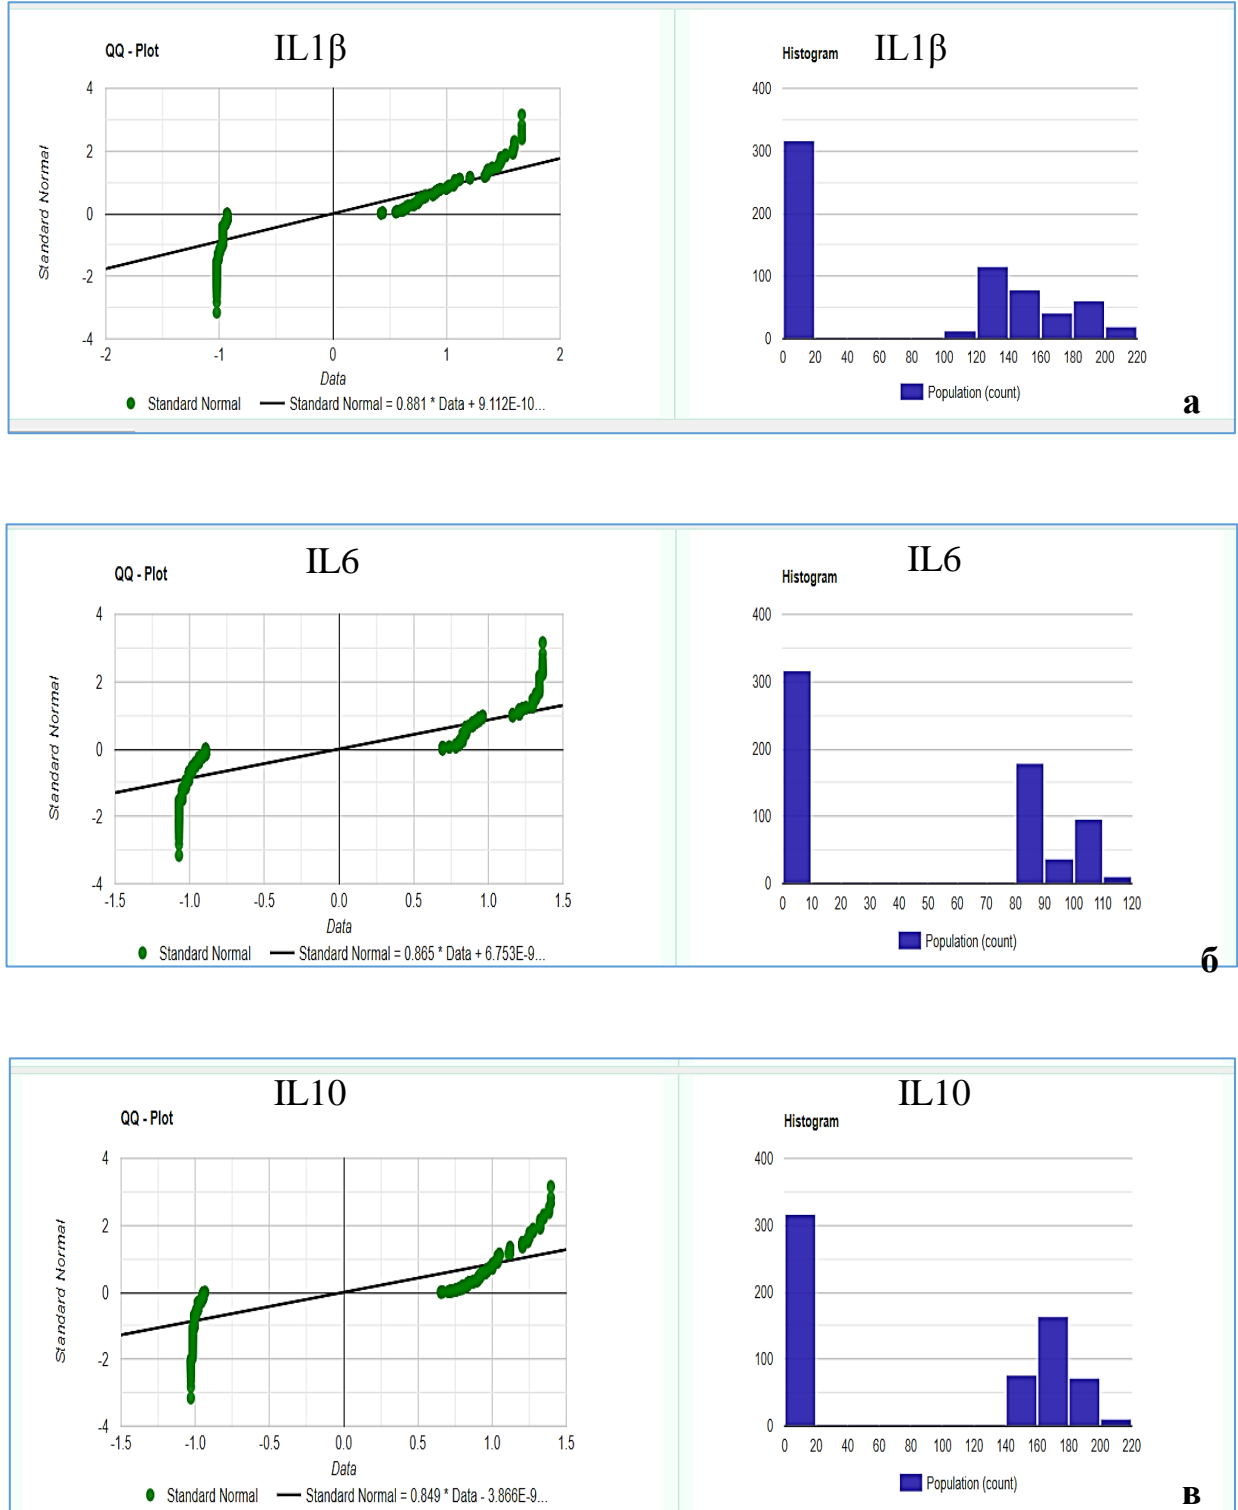 QQ - Plot
IL1β
4
2
0
-2
-4
Standard Normal
-2 -1 0 1 2
Data
Standard Normal Standard Normal = 0.881 * Data + 9.112E-10...
Histogram
IL1β
400
300
200
100
0
0 20 40 60 80 100 120 140 160 180 200 220
Population (count)
а
QQ - Plot
IL6
4
2
0
-2
-4
Standard Normal
-1.5 -1.0 -0.5 0.0 0.5 1.0 1.5
Data
Standard Normal Standard Normal = 0.865 * Data + 6.753E-9...
Histogram
IL6
400
300
200
100
0
0 10 20 30 40 50 60 70 80 90 100 110 120
Population (count)
б
QQ - Plot
IL10
4
2
0
-2
-4
Standard Normal
-1.5 -1.0 -0.5 0.0 0.5 1.0 1.5
Data
Standard Normal Standard Normal = 0.849 * Data - 3.866E-9...
Histogram
IL10
400
300
200
100
0
0 20 40 60 80 100 120 140 160 180 200 220
Population (count)
в